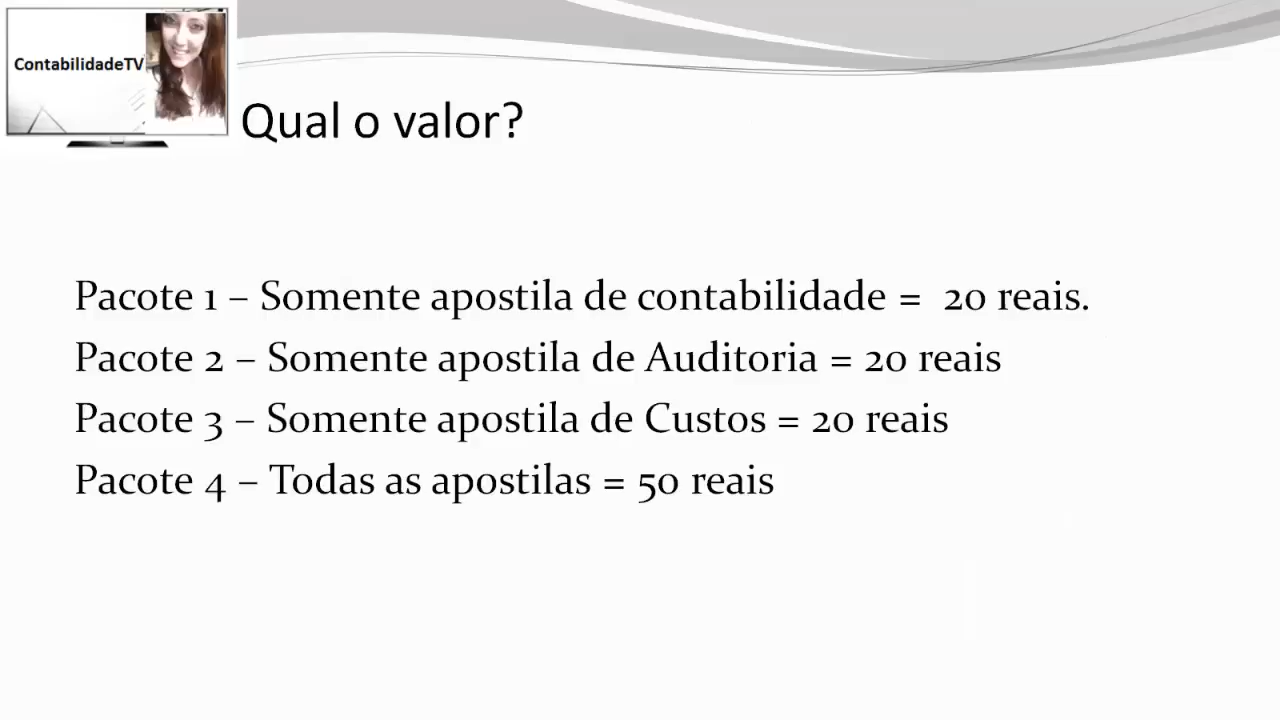 ContabilidadeTV
Qual o valor?
Pacote 1 – Somente apostila de contabilidade = 20 reais.
Pacote 2 – Somente apostila de Auditoria = 20 reais
Pacote 3 – Somente apostila de Custos = 20 reais
Pacote 4 – Todas as apostilas = 50 reais